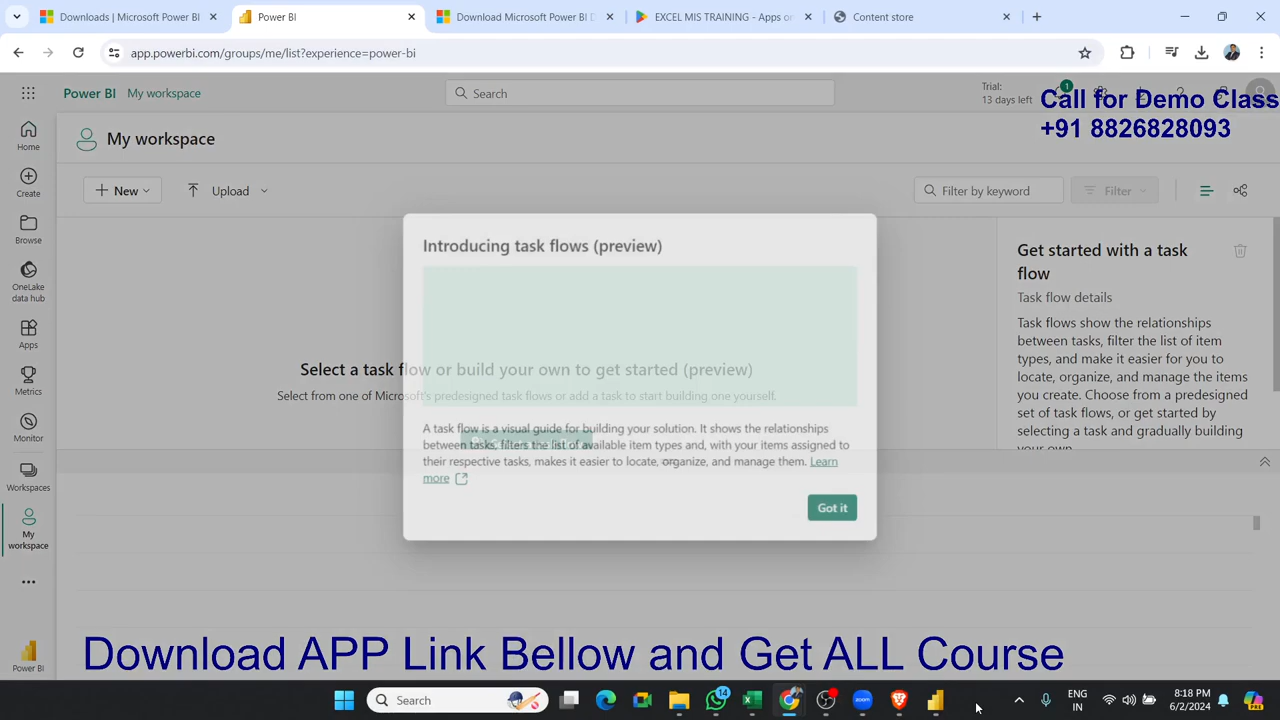 Downloads | Microsoft Power BI
Power BI
Download Microsoft Power BI D
EXCEL MIS TRAINING - Apps on
Content store
app.powerbi.com/groups/me/list?experience=power-bi
Power BI My workspace
Search
Trial:
13 days left
1
Call for Demo Class
+91 8826828093
Home
Create
Browse
OneLake
data hub
Apps
Metrics
Monitor
Workspaces
My
workspace
Power BI
My workspace
New
Upload
Filter by keyword
Filter
Introducing task flows (preview)
Select a task flow or build your own to get started (preview)
Select from one of Microsoft's predesigned task flows or add a task to start building one yourself.
A task flow is a visual guide for building your solution. It shows the relationships
between tasks, filters the list of available item types and, with your items assigned to
their respective tasks, makes it easier to locate, organize, and manage them. Learn
more
Got it
Get started with a task
flow
Task flow details
Task flows show the relationships
between tasks, filter the list of item
types, and make it easier for you to
locate, organize, and manage the items
you create. Choose from a predesigned
set of task flows, or get started by
selecting a task and gradually building
your own.
Download APP Link Bellow and Get ALL Course
Search
14
zoom
ENG
IN
8:18 PM
6/2/2024